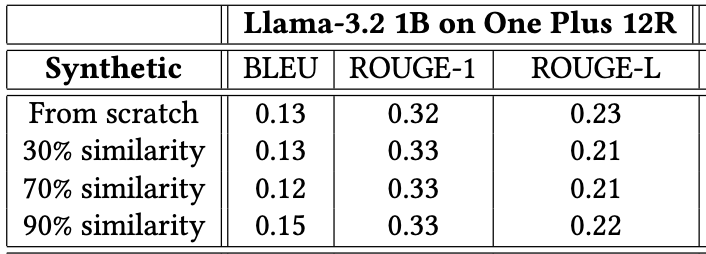 Llama-3.2 1B on One Plus 12R
Synthetic BLEU ROUGE-1 ROUGE-L
From scratch 0.13 0.32 0.23
30% similarity 0.13 0.33 0.21
70% similarity 0.12 0.33 0.21
90% similarity 0.15 0.33 0.22